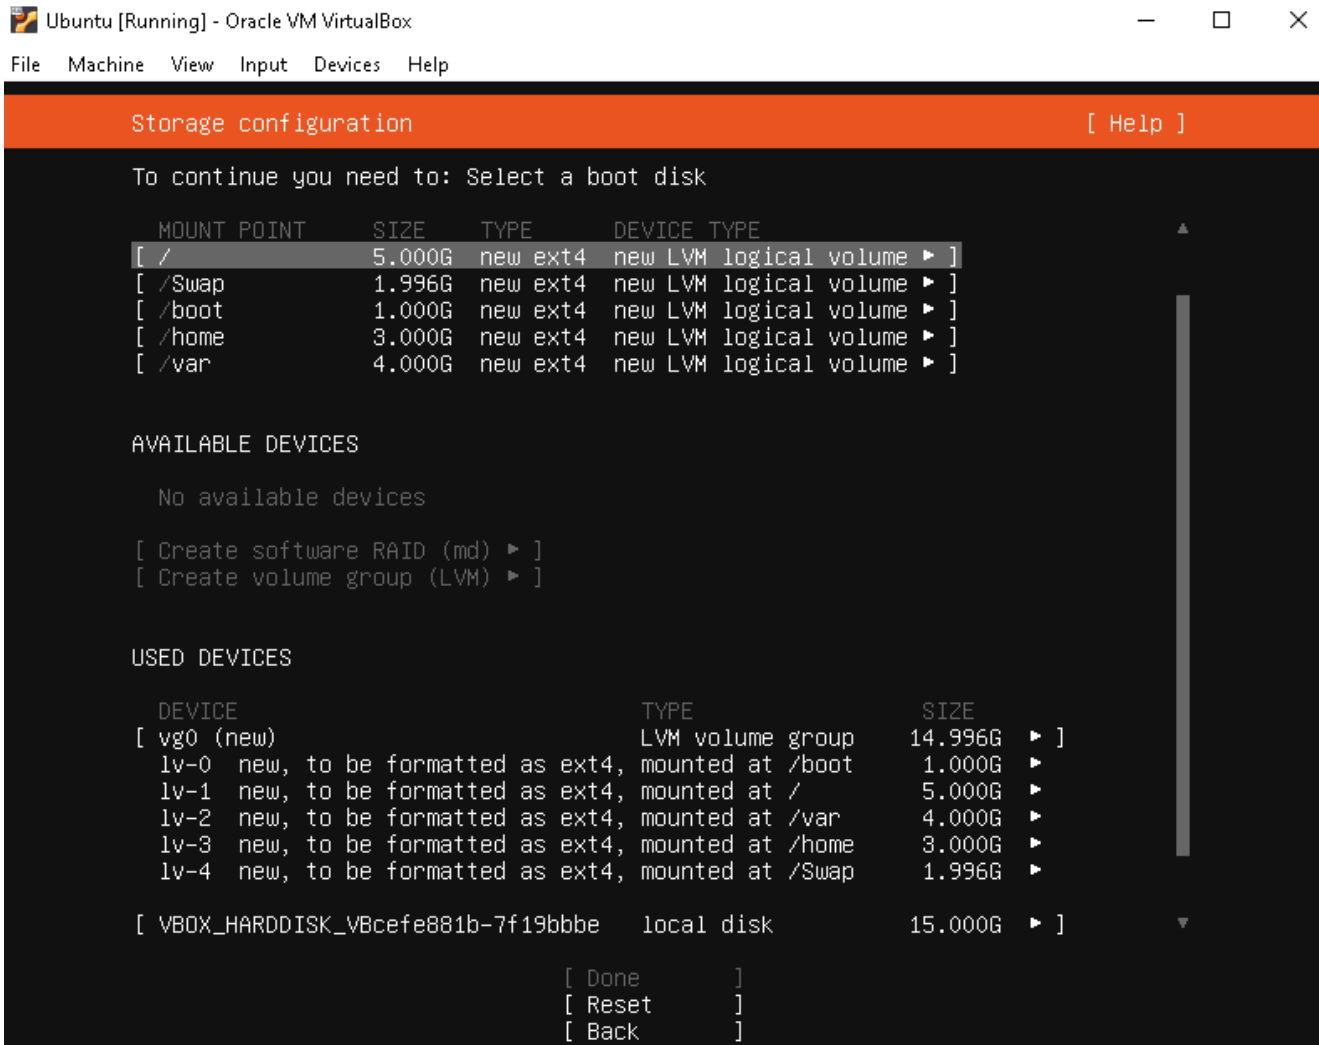 Ubuntu [Running] - Oracle VM VirtualBox
File Machine View Input Devices Help
Storage configuration [ Help ]
To continue you need to: Select a boot disk
MOUNT POINT SIZE TYPE DEVICE TYPE ▲
[ / 5.000G new ext4 new LVM logical volume ▸ ]
[ /Swap 1.996G new ext4 new LVM logical volume ▸ ]
[ /boot 1.000G new ext4 new LVM logical volume ▸ ]
[ /home 3.000G new ext4 new LVM logical volume ▸ ]
[ /var 4.000G new ext4 new LVM logical volume ▸ ]
AVAILABLE DEVICES
No available devices
[ Create software RAID (md) ▸ ]
[ Create volume group (LVM) ▸ ]
USED DEVICES
DEVICE TYPE SIZE
[ vg0 (new) LVM volume group 14.996G ▸ ]
lv-0 new, to be formatted as ext4, mounted at /boot 1.000G ▸
lv-1 new, to be formatted as ext4, mounted at / 5.000G ▸
lv-2 new, to be formatted as ext4, mounted at /var 4.000G ▸
lv-3 new, to be formatted as ext4, mounted at /home 3.000G ▸
lv-4 new, to be formatted as ext4, mounted at /Swap 1.996G ▸
[ VBOX_HARDDISK_VBcefe881b-7f19bbbe local disk 15.000G ▸ ] ▼
[ Done ]
[ Reset ]
[ Back ]